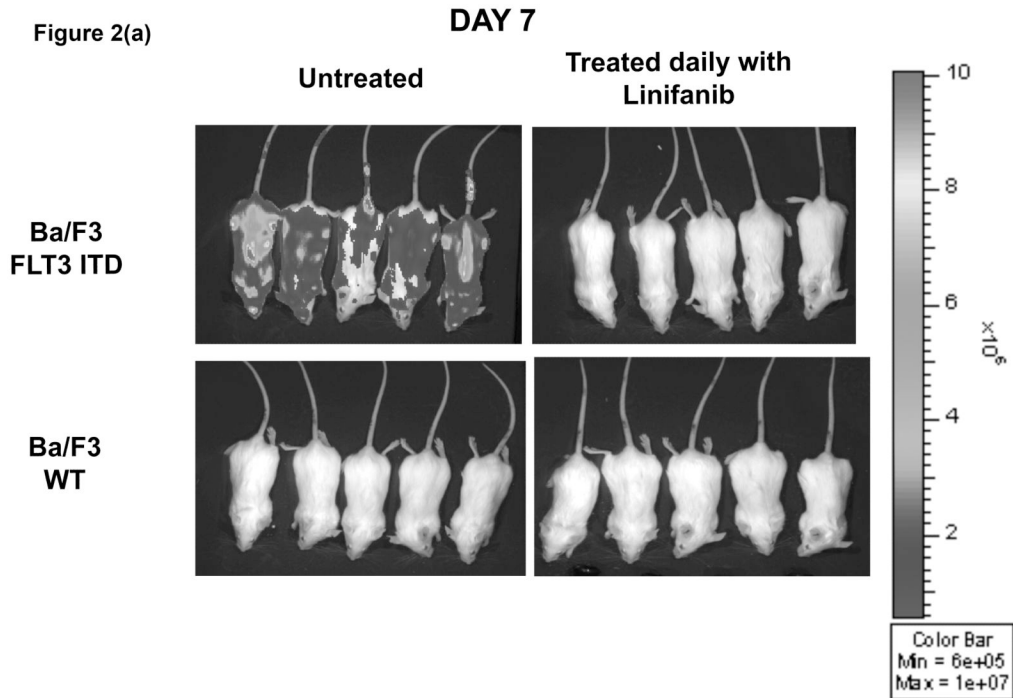 Figure 2(a)
DAY 7
Untreated
Treated daily with
Linifanib
Ba/F3
FLT3 ITD
Ba/F3
WT
10
8
6
4
2
×10⁶
Color Bar
Min = 6e+05
Max = 1e+07